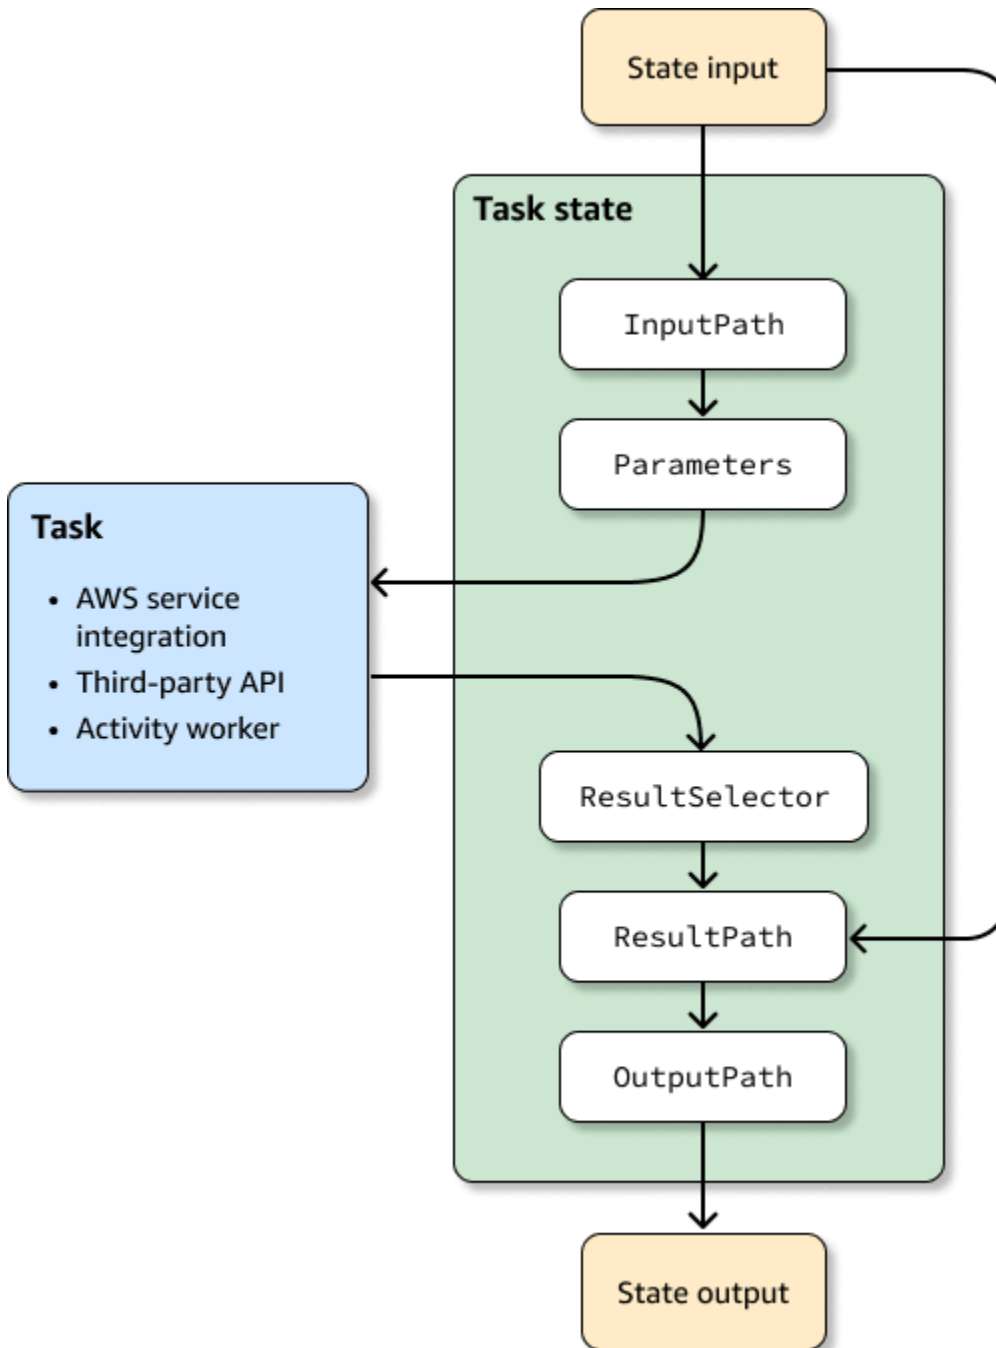 State input
Task state
InputPath
Parameters
Task
• AWS service
integration
• Third-party API
• Activity worker
ResultSelector
ResultPath
OutputPath
State output